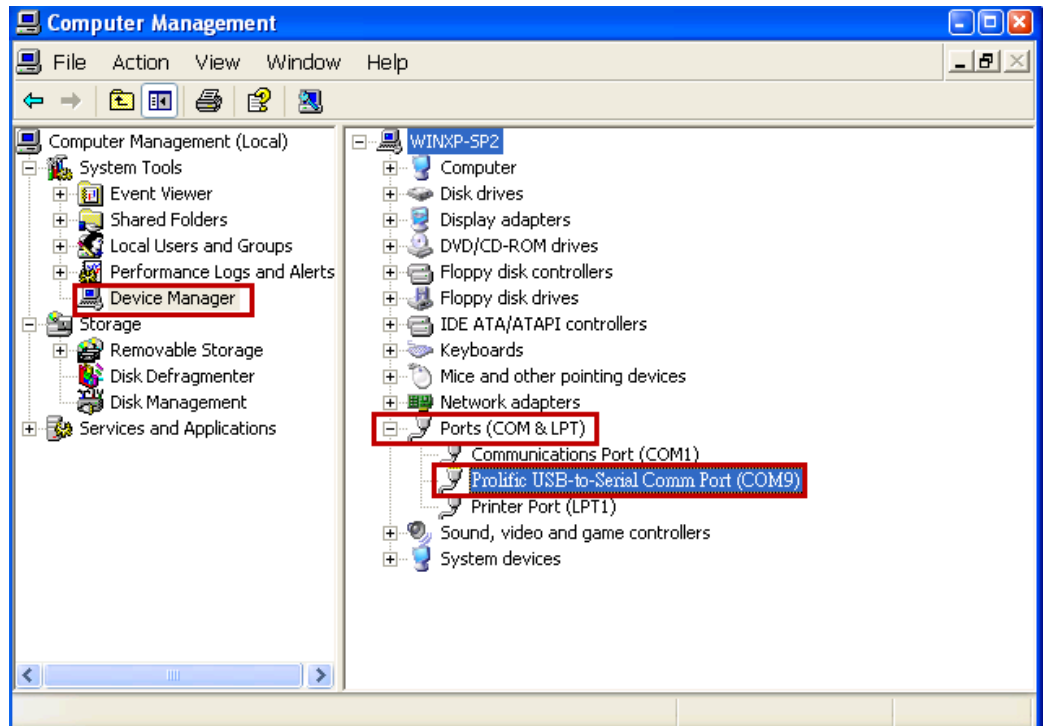 Computer Management
File Action View Window Help
Computer Management (Local)
System Tools
Event Viewer
Shared Folders
Local Users and Groups
Performance Logs and Alerts
Device Manager
Storage
Removable Storage
Disk Defragmenter
Disk Management
Services and Applications
WINXP-SP2
Computer
Disk drives
Display adapters
DVD/CD-ROM drives
Floppy disk controllers
Floppy disk drives
IDE ATA/ATAPI controllers
Keyboards
Mice and other pointing devices
Network adapters
Ports (COM & LPT)
Communications Port (COM1)
Prolific USB-to-Serial Comm Port (COM9)
Printer Port (LPT1)
Sound, video and game controllers
System devices